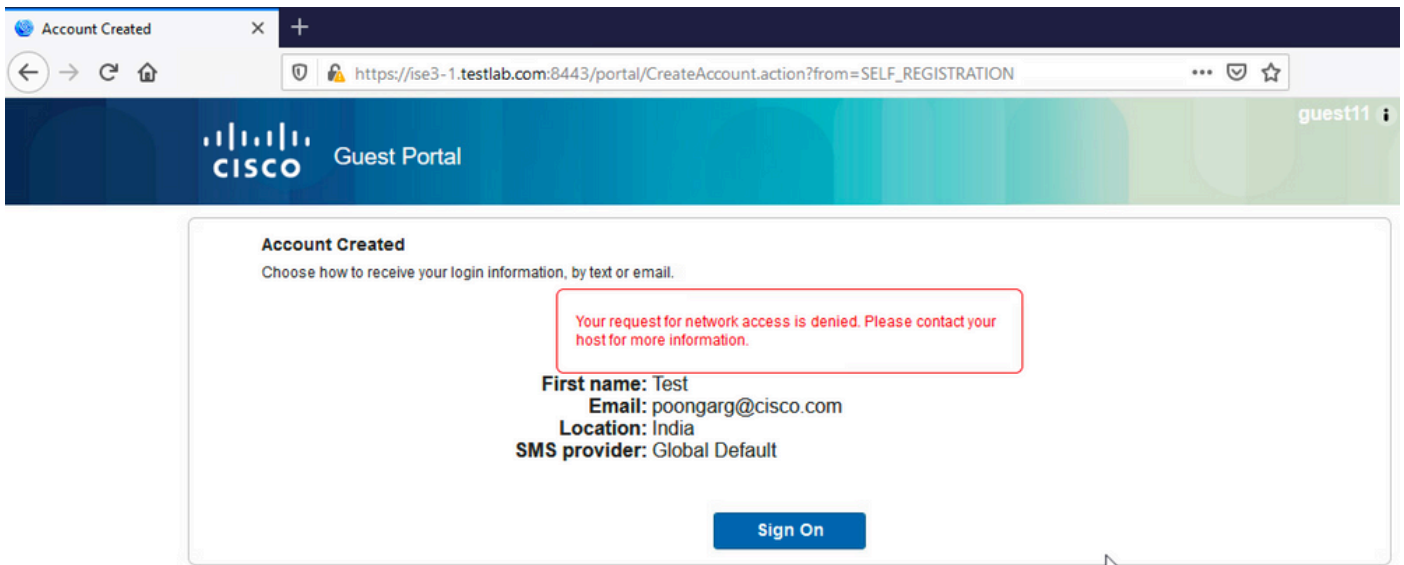 Account Created
https://ise3-1.testlab.com:8443/portal/CreateAccount.action?from=SELF_REGISTRATION
guest11
CISCO
Guest Portal
Account Created
Choose how to receive your login information, by text or email.
Your request for network access is denied. Please contact your
host for more information.
First name: Test
Email: poongarg@cisco.com
Location: India
SMS provider: Global Default
Sign On